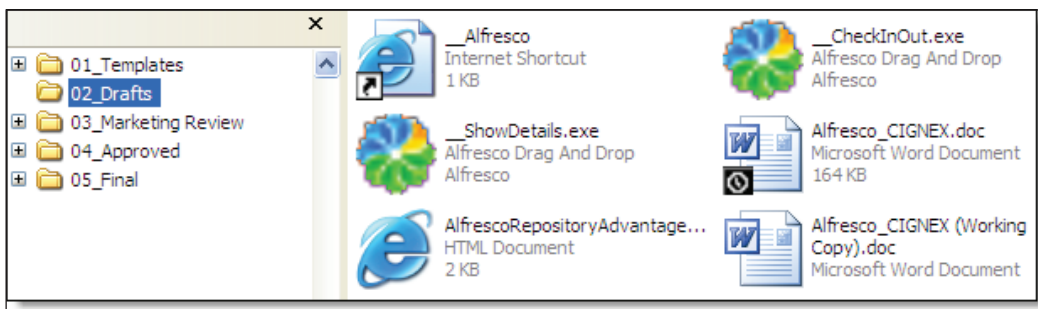 01_Templates
02_Drafts
03_Marketing Review
04_Approved
05_Final
__Alfresco
Internet Shortcut
1 KB
__CheckInOut.exe
Alfresco Drag And Drop
Alfresco
__ShowDetails.exe
Alfresco Drag And Drop
Alfresco
Alfresco_CIGNEX.doc
Microsoft Word Document
164 KB
AlfrescoRepositoryAdvantage...
HTML Document
2 KB
Alfresco_CIGNEX (Working
Copy).doc
Microsoft Word Document